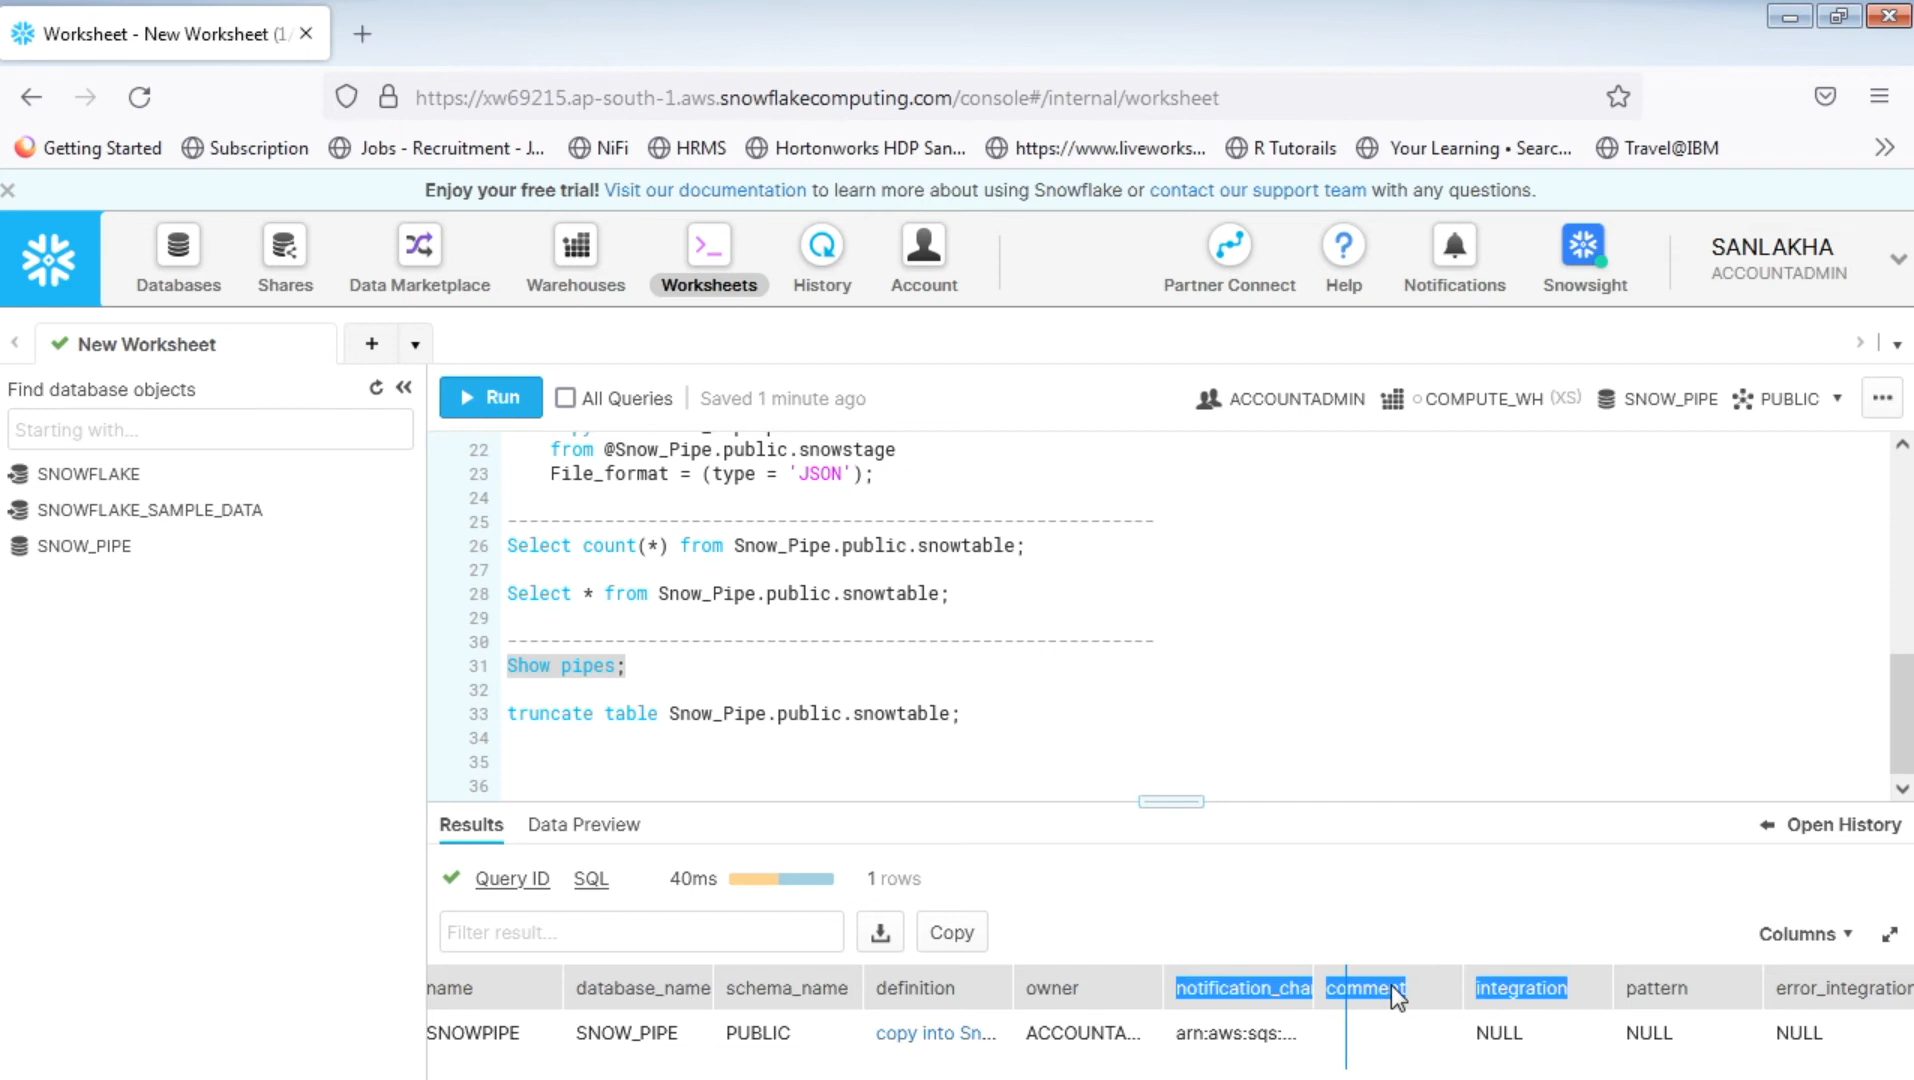 Worksheet - New Worksheet (1/
https://xw69215.ap-south-1.aws.snowflakecomputing.com/console#/internal/worksheet
Getting Started Subscription Jobs - Recruitment - J... NiFi HRMS Hortonworks HDP San... https://www.liveworks... R Tutorails Your Learning • Searc... Travel@IBM
Enjoy your free trial! Visit our documentation to learn more about using Snowflake or contact our support team with any questions.
Databases Shares Data Marketplace Warehouses Worksheets History Account Partner Connect Help Notifications Snowsight
SANLAKHA
ACCOUNTADMIN
New Worksheet
Find database objects
Starting with...
SNOWFLAKE
SNOWFLAKE_SAMPLE_DATA
SNOW_PIPE
Run All Queries Saved 1 minute ago ACCOUNTADMIN COMPUTE_WH (XS) SNOW_PIPE PUBLIC
22 from @Snow_Pipe.public.snowstage
23 File_format = (type = 'JSON');
24
25 ------------------------------------------------------------
26 Select count(*) from Snow_Pipe.public.snowtable;
27
28 Select * from Snow_Pipe.public.snowtable;
29
30 ------------------------------------------------------------
31 Show pipes;
32
33 truncate table Snow_Pipe.public.snowtable;
34
35
36
Results Data Preview Open History
Query ID SQL 40ms 1 rows
Filter result... Copy Columns
name database_name schema_name definition owner notification_cha comment integration pattern error_integration
SNOWPIPE SNOW_PIPE PUBLIC copy into Sn... ACCOUNTA... arn:aws:sqs:... NULL NULL NULL